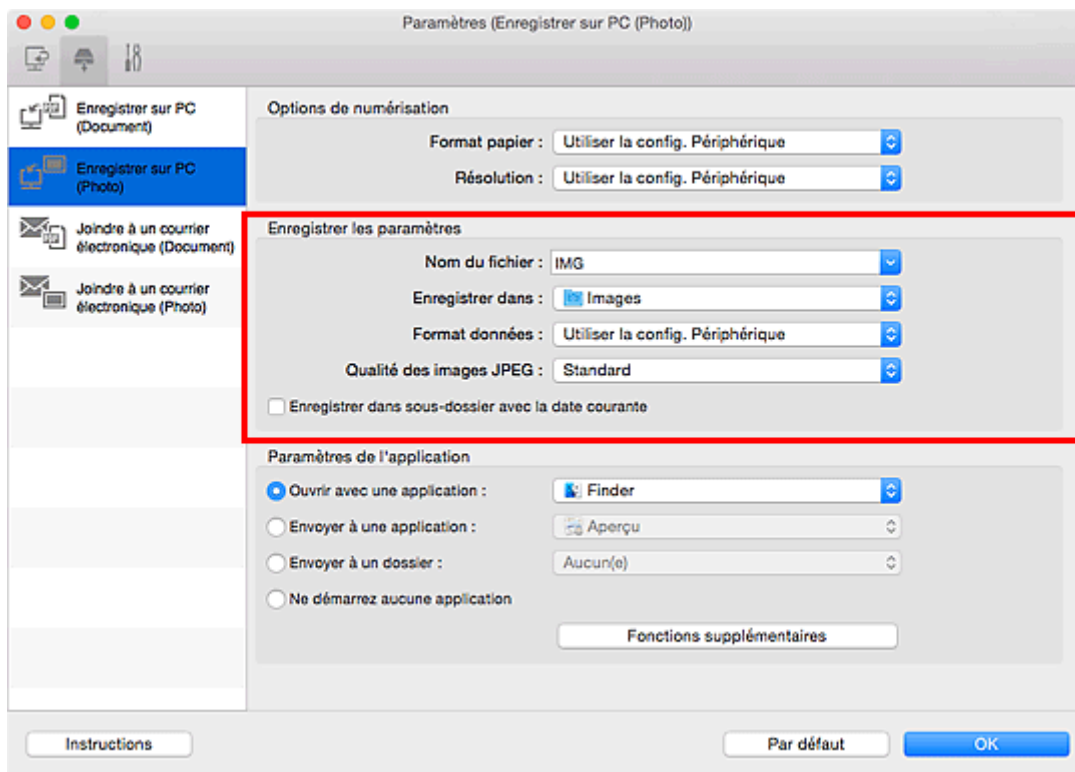 Paramètres (Enregistrer sur PC (Photo))
Enregistrer sur PC
(Document)
Enregistrer sur PC
(Photo)
Joindre à un courrier
électronique (Document)
Joindre à un courrier
électronique (Photo)
Options de numérisation
Format papier : Utiliser la config. Périphérique
Résolution : Utiliser la config. Périphérique
Enregistrer les paramètres
Nom du fichier : IMG
Enregistrer dans : Images
Format données : Utiliser la config. Périphérique
Qualité des images JPEG : Standard
Enregistrer dans sous-dossier avec la date courante
Paramètres de l'application
Ouvrir avec une application : Finder
Envoyer à une application : Aperçu
Envoyer à un dossier : Aucun(e)
Ne démarrez aucune application
Fonctions supplémentaires
Instructions Par défaut OK